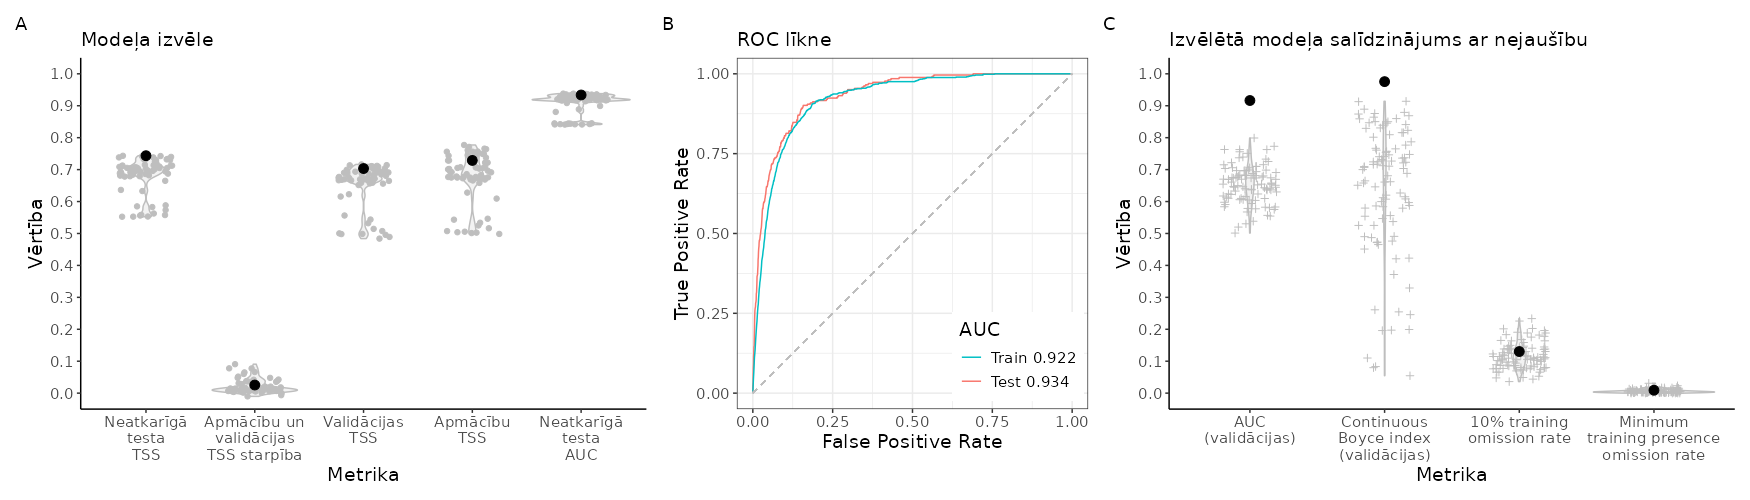 A
Modeļa izvēle
Vērtība
1.0
0.9
0.8
0.7
0.6
0.5
0.4
0.3
0.2
0.1
0.0
Neatkarīgā
testa
TSS
Apmācību un
validācijas
TSS starpība
Validācijas
TSS
Apmācību
TSS
Neatkarīgā
testa
AUC
Metrika
B
ROC līkne
True Positive Rate
1.00
0.75
0.50
0.25
0.00
AUC
Train 0.922
Test 0.934
0.00
0.25
0.50
0.75
1.00
False Positive Rate
C
Izvēlētā modeļa salīdzinājums ar nejaušību
Vērtība
1.0
0.9
0.8
0.7
0.6
0.5
0.4
0.3
0.2
0.1
0.0
AUC
(validācijas)
Continuous
Boyce index
(validācijas)
10% training
omission rate
Minimum
training presence
omission rate
Metrika